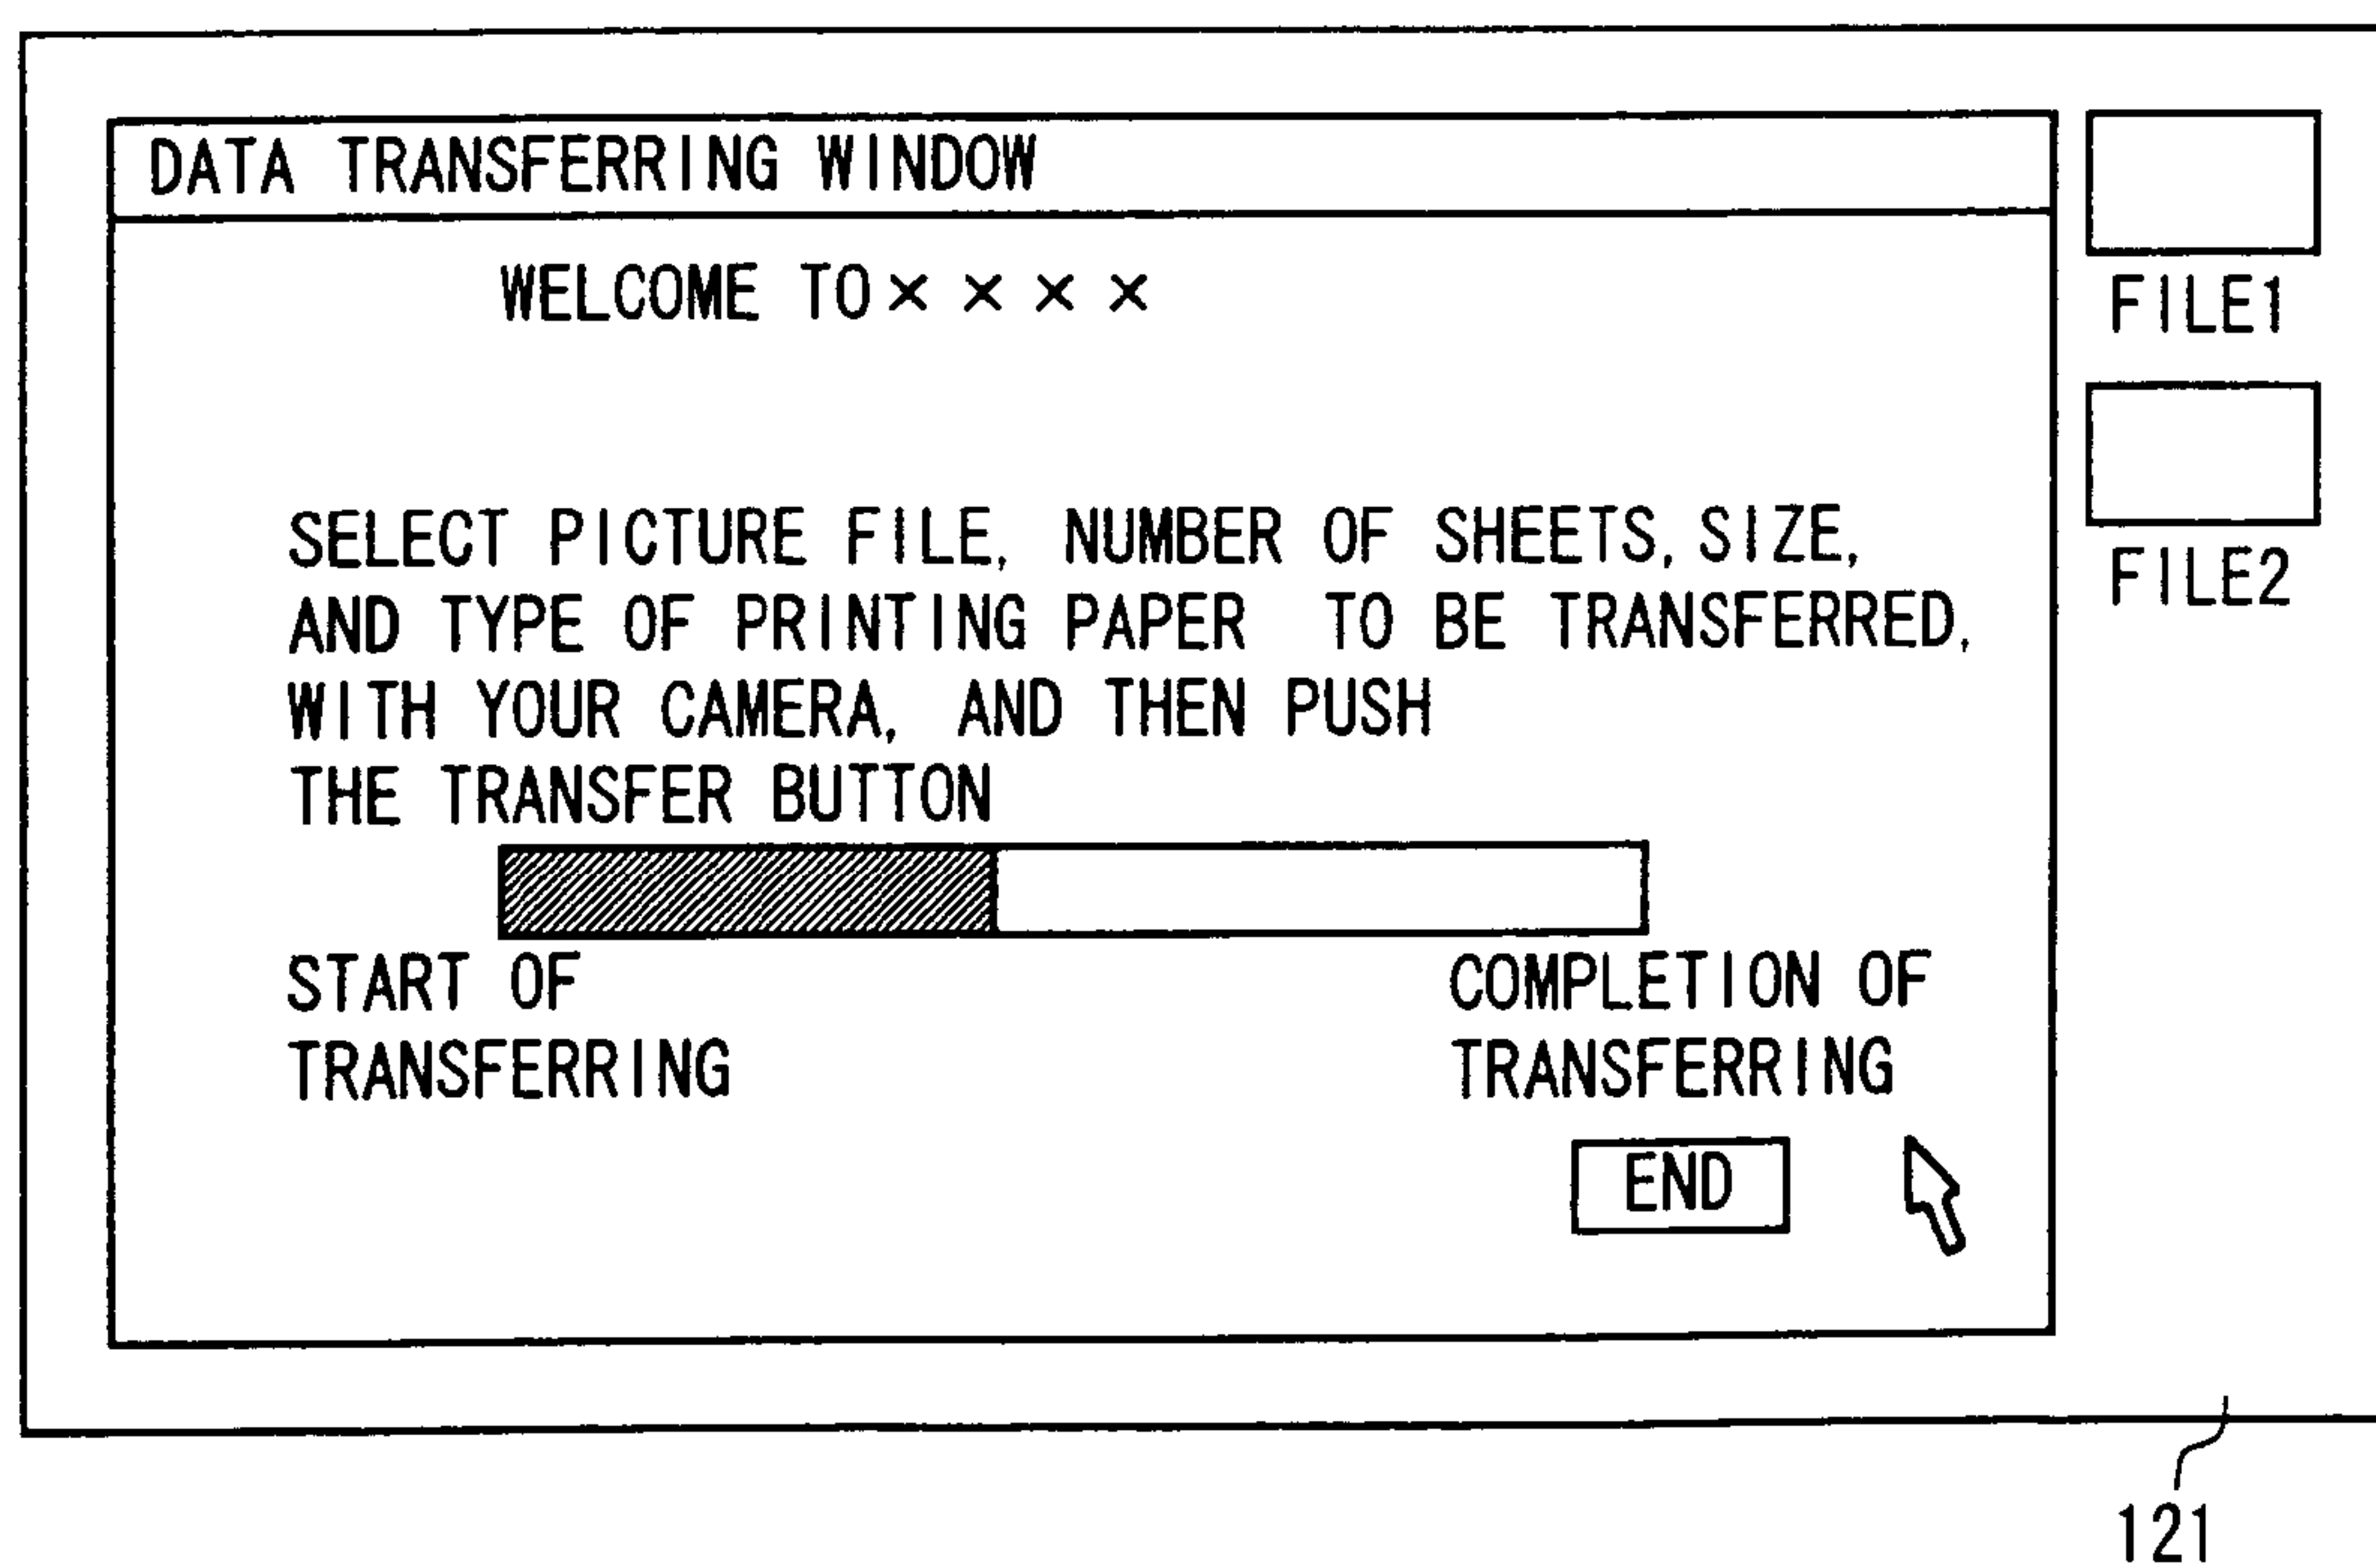 DATA TRANSFERRING WINDOW
WELCOME TO××××
SELECT PICTURE FILE, NUMBER OF SHEETS, SIZE,
AND TYPE OF PRINTING PAPER TO BE TRANSFERRED,
WITH YOUR CAMERA, AND THEN PUSH
THE TRANSFER BUTTON
START OF
TRANSFERRING
COMPLETION OF
TRANSFERRING
END
FILE1
FILE2
121